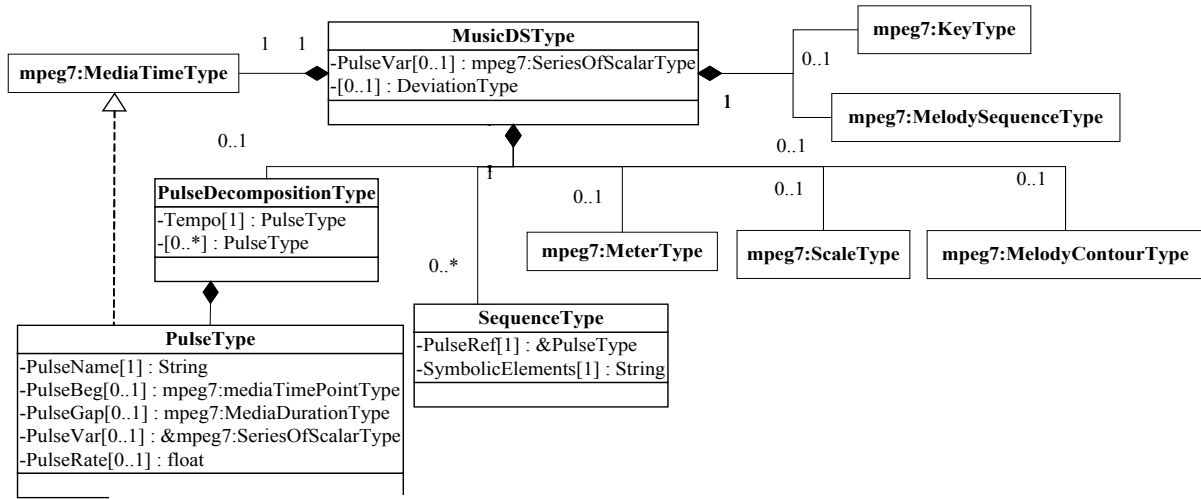 MusicDSType
-PulseVar[0..1] : mpeg7:SeriesOfScalarType
-[0..1] : DeviationType
mpeg7:MediaTimeType
1
1
mpeg7:KeyType
0..1
1
mpeg7:MelodySequenceType
0..1
0..1
1
PulseDecompositionType
-Tempo[1] : PulseType
-[0..*] : PulseType
0..1
mpeg7:MeterType
0..1
mpeg7:ScaleType
0..1
mpeg7:MelodyContourType
0..*
SequenceType
-PulseRef[1] : &PulseType
-SymbolicElements[1] : String
PulseType
-PulseName[1] : String
-PulseBeg[0..1] : mpeg7:mediaTimePointType
-PulseGap[0..1] : mpeg7:MediaDurationType
-PulseVar[0..1] : &mpeg7:SeriesOfScalarType
-PulseRate[0..1] : float